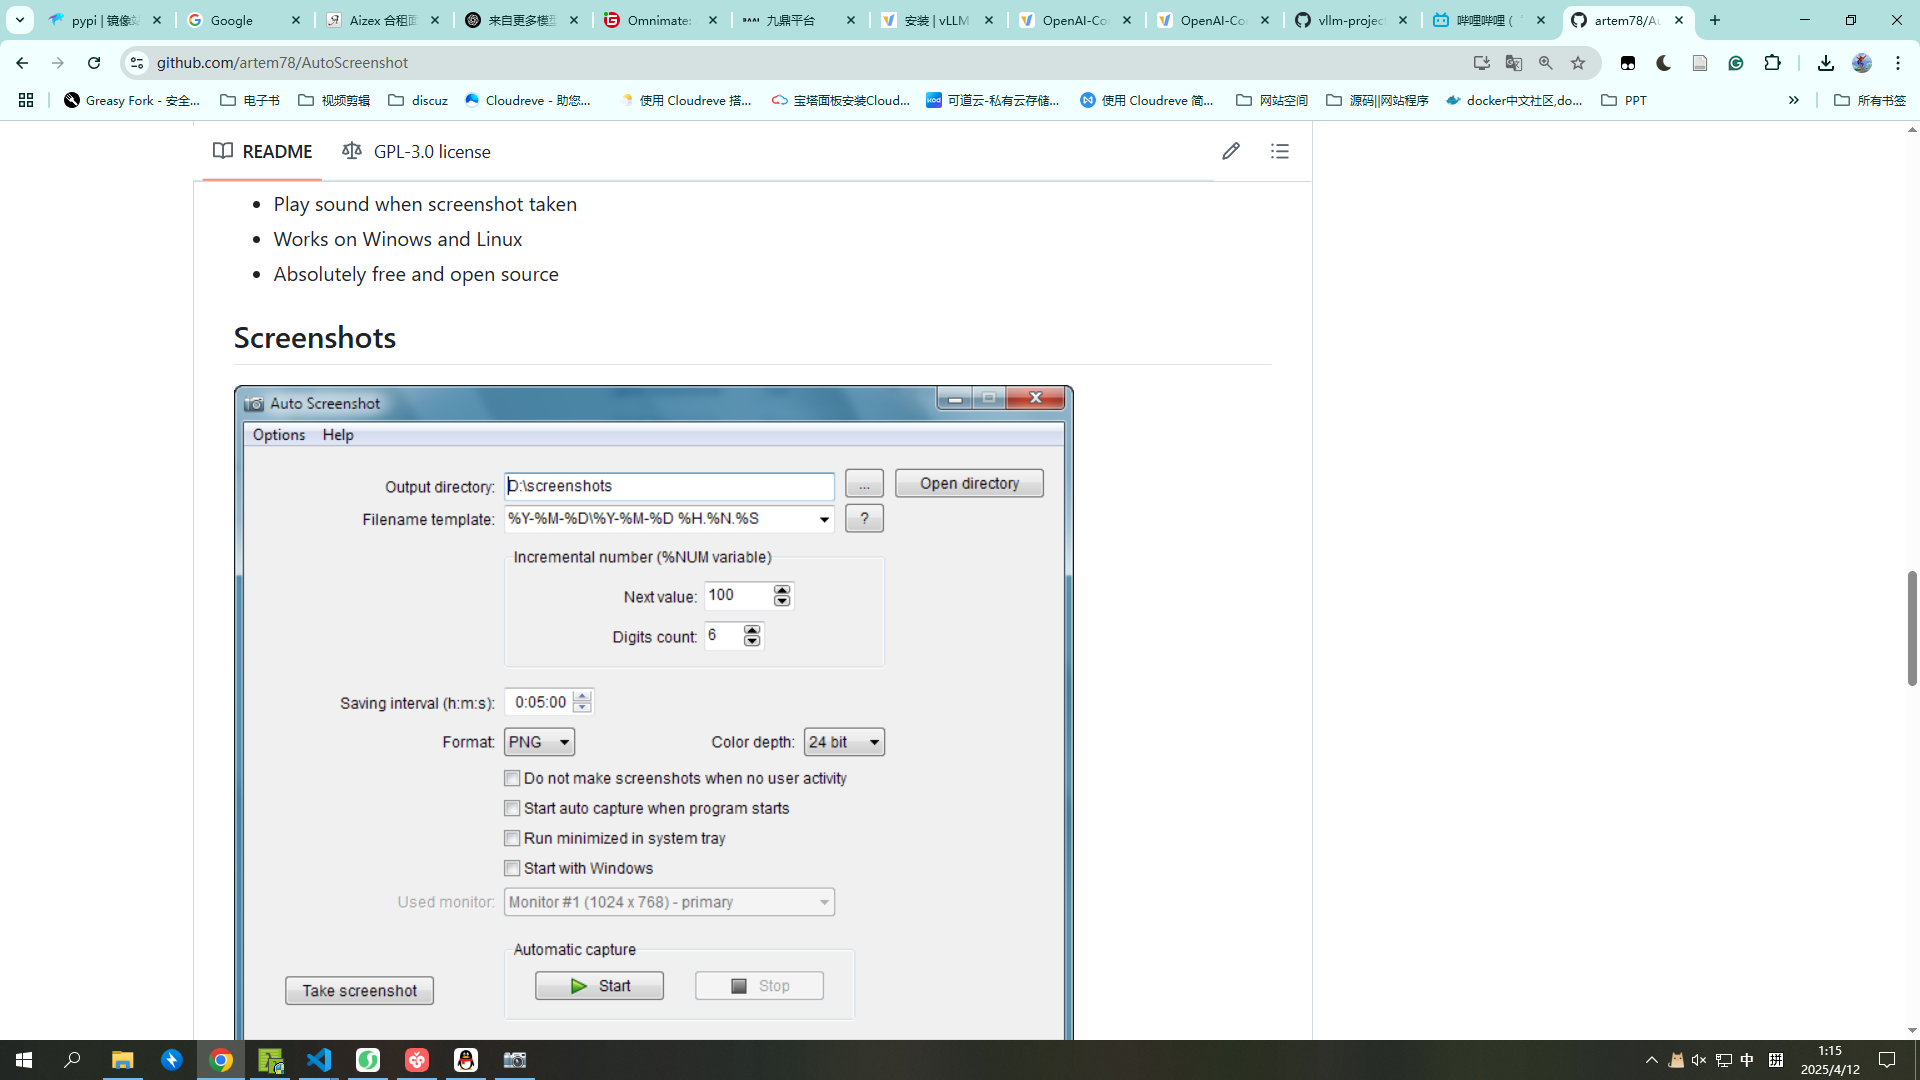 pypi | 镜像站
Google
Aizex 合租面
来自更多模型
Omnimate:
九鼎平台
安装 | vLLM
OpenAI-Co
OpenAI-Co
vllm-project
哔哩哔哩 (
artem78/Au
github.com/artem78/AutoScreenshot
Greasy Fork - 安全...
电子书
视频剪辑
discuz
Cloudreve - 助您...
使用 Cloudreve 搭...
宝塔面板安装Cloud...
可道云-私有云存储...
使用 Cloudreve 简...
网站空间
源码||网站程序
docker中文社区,do...
PPT
所有书签
README
GPL-3.0 license
Play sound when screenshot taken
Works on Winows and Linux
Absolutely free and open source
Screenshots
Auto Screenshot
Options Help
Output directory: D:\screenshots ... Open directory
Filename template: %Y-%M-%D\%Y-%M-%D %H.%N.%S ?
Incremental number (%NUM variable)
Next value: 100
Digits count: 6
Saving interval (h:m:s): 0:05:00
Format: PNG Color depth: 24 bit
Do not make screenshots when no user activity
Start auto capture when program starts
Run minimized in system tray
Start with Windows
Used monitor: Monitor #1 (1024 x 768) - primary
Automatic capture
Take screenshot Start Stop
中 拼
1:15
2025/4/12